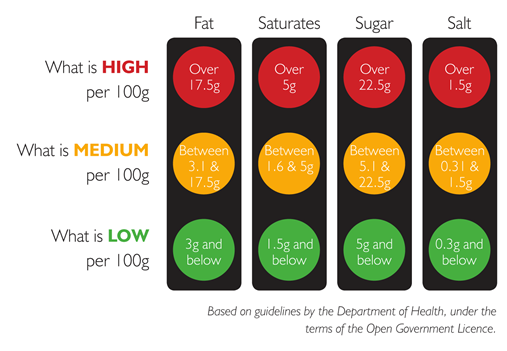 Fat Saturates Sugar Salt
What is HIGH
per 100g
Over
17.5g
Over
5g
Over
22.5g
Over
1.5g
What is MEDIUM
per 100g
Between
3.1 &
17.5g
Between
1.6 & 5g
Between
5.1 &
22.5g
Between
0.31 &
1.5g
What is LOW
per 100g
3g and
below
1.5g and
below
5g and
below
0.3g and
below
Based on guidelines by the Department of Health, under the
terms of the Open Government Licence.